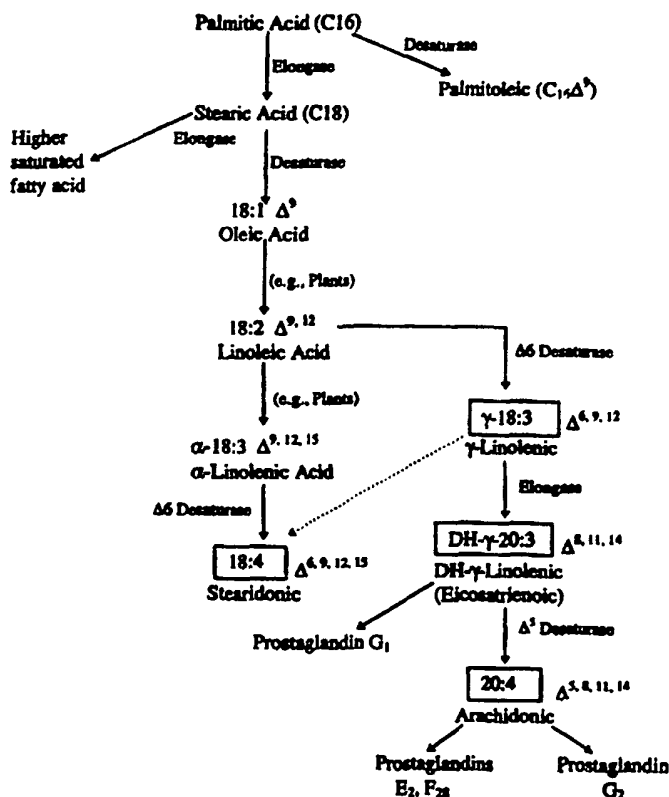 Palmitic Acid (C16)
Desaturase
Elongase
Palmitoleic (C₁₆Δ⁹)
Stearic Acid (C18)
Elongase
Higher
saturated
fatty acid
Desaturase
18:1 Δ⁹
Oleic Acid
(e.g., Plants)
18:2 Δ⁹, ¹²
Linoleic Acid
Δ6 Desaturase
(e.g., Plants)
γ-18:3 Δ⁶, ⁹, ¹²
γ-Linolenic
α-18:3 Δ⁹, ¹², ¹⁵
α-Linolenic Acid
Elongase
Δ6 Desaturase
DH-γ-20:3 Δ⁸, ¹¹, ¹⁴
18:4 Δ⁶, ⁹, ¹², ¹⁵
Stearidonic
DH-γ-Linolenic
(Eicosatrienoic)
Prostaglandin G₁
Δ⁵ Desaturase
20:4 Δ⁵, ⁸, ¹¹, ¹⁴
Arachidonic
Prostaglandins
E₂,
Prostaglandin
G₂